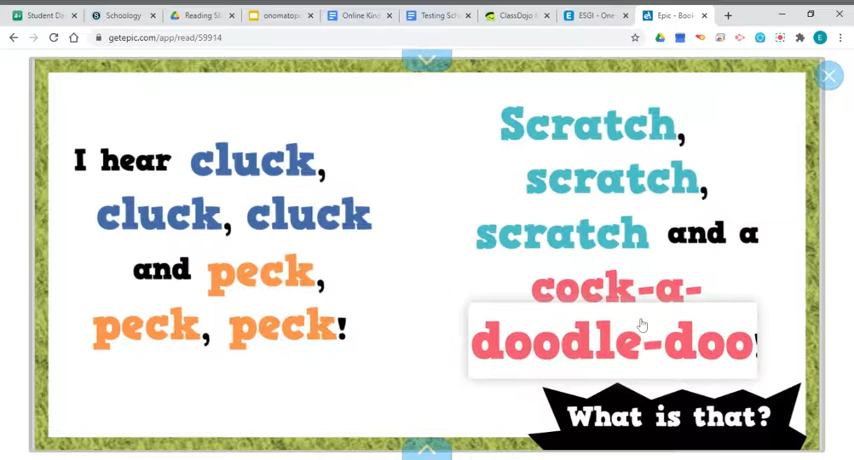 Student Da
Schoology
Reading Sli
onomatop
Online Kin
Testing Sch
ClassDojo f
ESGI - One
Epic - Book
getepic.com/app/read/59914
E
I hear cluck,
cluck, cluck
and peck,
peck, peck!
Scratch,
scratch,
scratch and a
cock-a-
doodle-doo!
What is that?